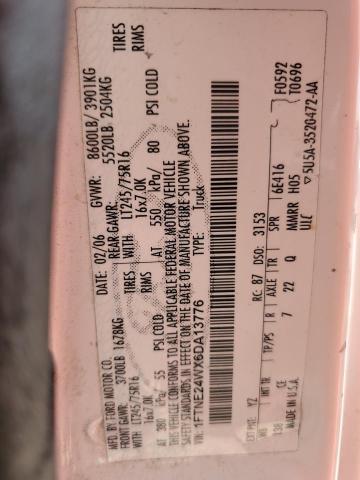 MFD. BY FORD MOTOR CO.
DATE: 02/06 GVWR: 8600LB/ 3901KG
FRONT GAWR: 3700LB 1678KG REAR GAWR: 5520LB 2504KG
LT245/75R16 TIRES WITH LT245/75R16 TIRES
16x7.0K RIMS 16x7.0K RIMS
AT 380 kPa/ 55 PSI COLD AT 550 kPa/ 80 PSI COLD
THIS VEHICLE CONFORMS TO ALL APPLICABLE FEDERAL MOTOR VEHICLE
SAFETY STANDARDS IN EFFECT ON THE DATE OF MANUFACTURE SHOWN ABOVE.
VIN: 1FTNE24WX6DA13776
TYPE: Truck
F0592
T0696
EXT PNT: YZ RC: 87 DSO: 3153
WB INT TR TP/PS R AXLE TR SPR
138 CE 7 22 Q 6E416
MADE IN U.S.A. MMRR H05
ULC ▽5U5A-3520472-AA